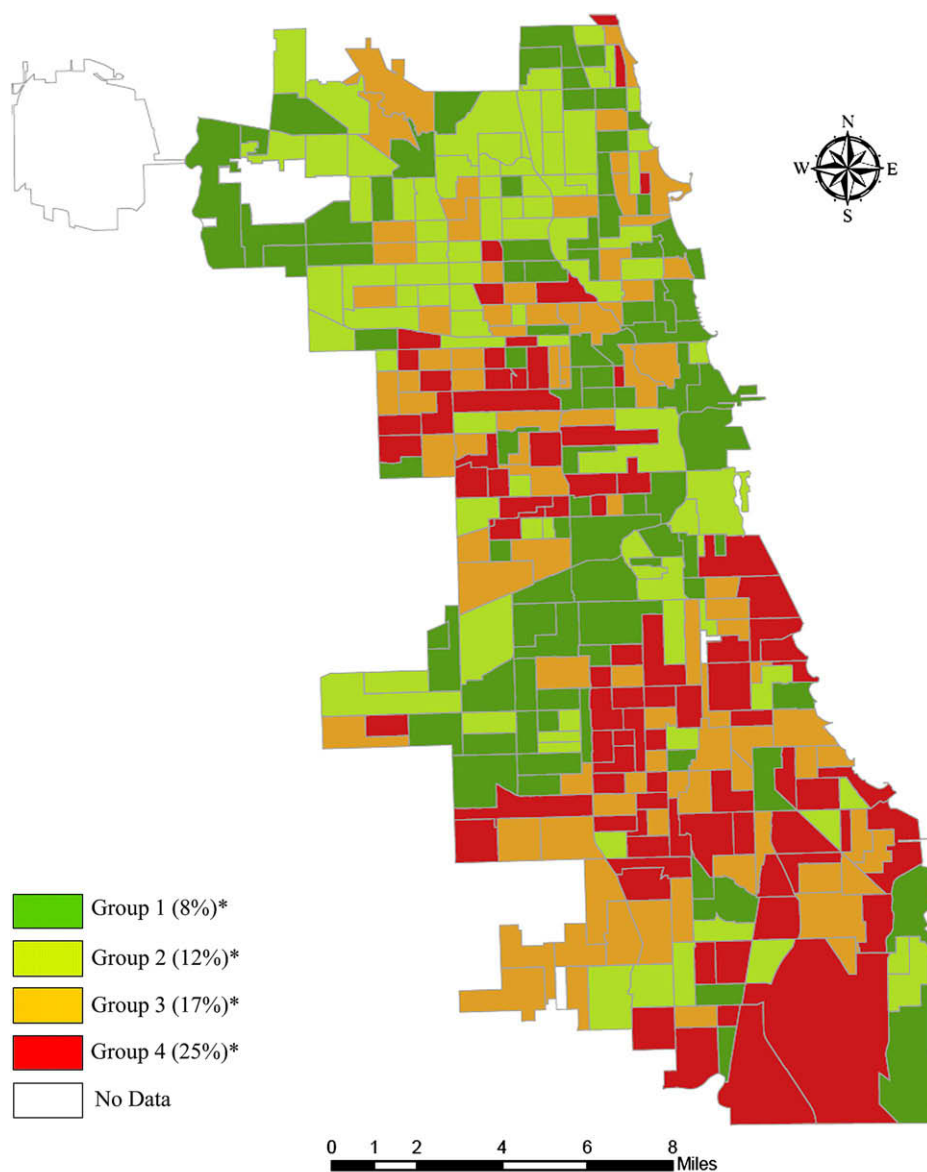 N
W E
S
Group 1 (8%)*
Group 2 (12%)*
Group 3 (17%)*
Group 4 (25%)*
No Data
0 1 2 4 6 8
Miles